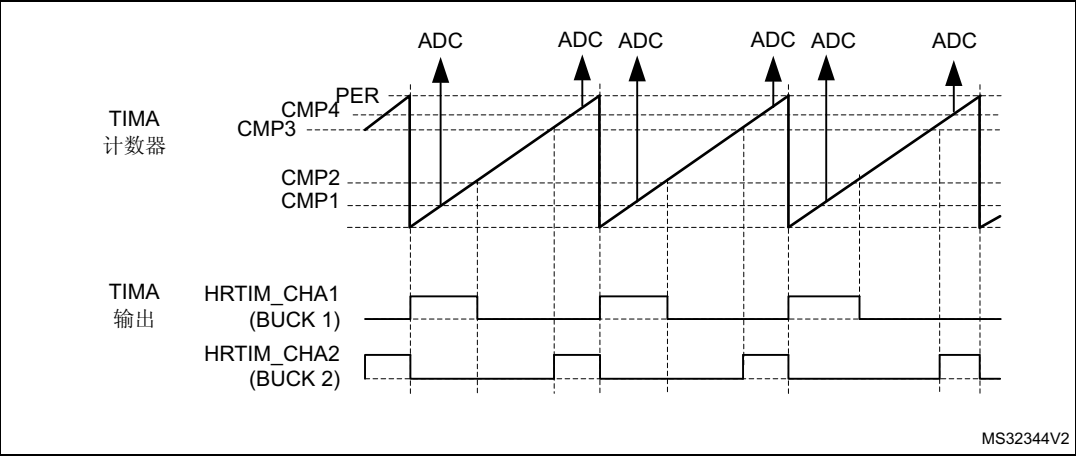 ADC ADC ADC ADC ADC ADC
PER
CMP4
CMP3
TIMA
计数器
CMP2
CMP1
TIMA
输出
HRTIM_CHA1
(BUCK 1)
HRTIM_CHA2
(BUCK 2)
MS32344V2